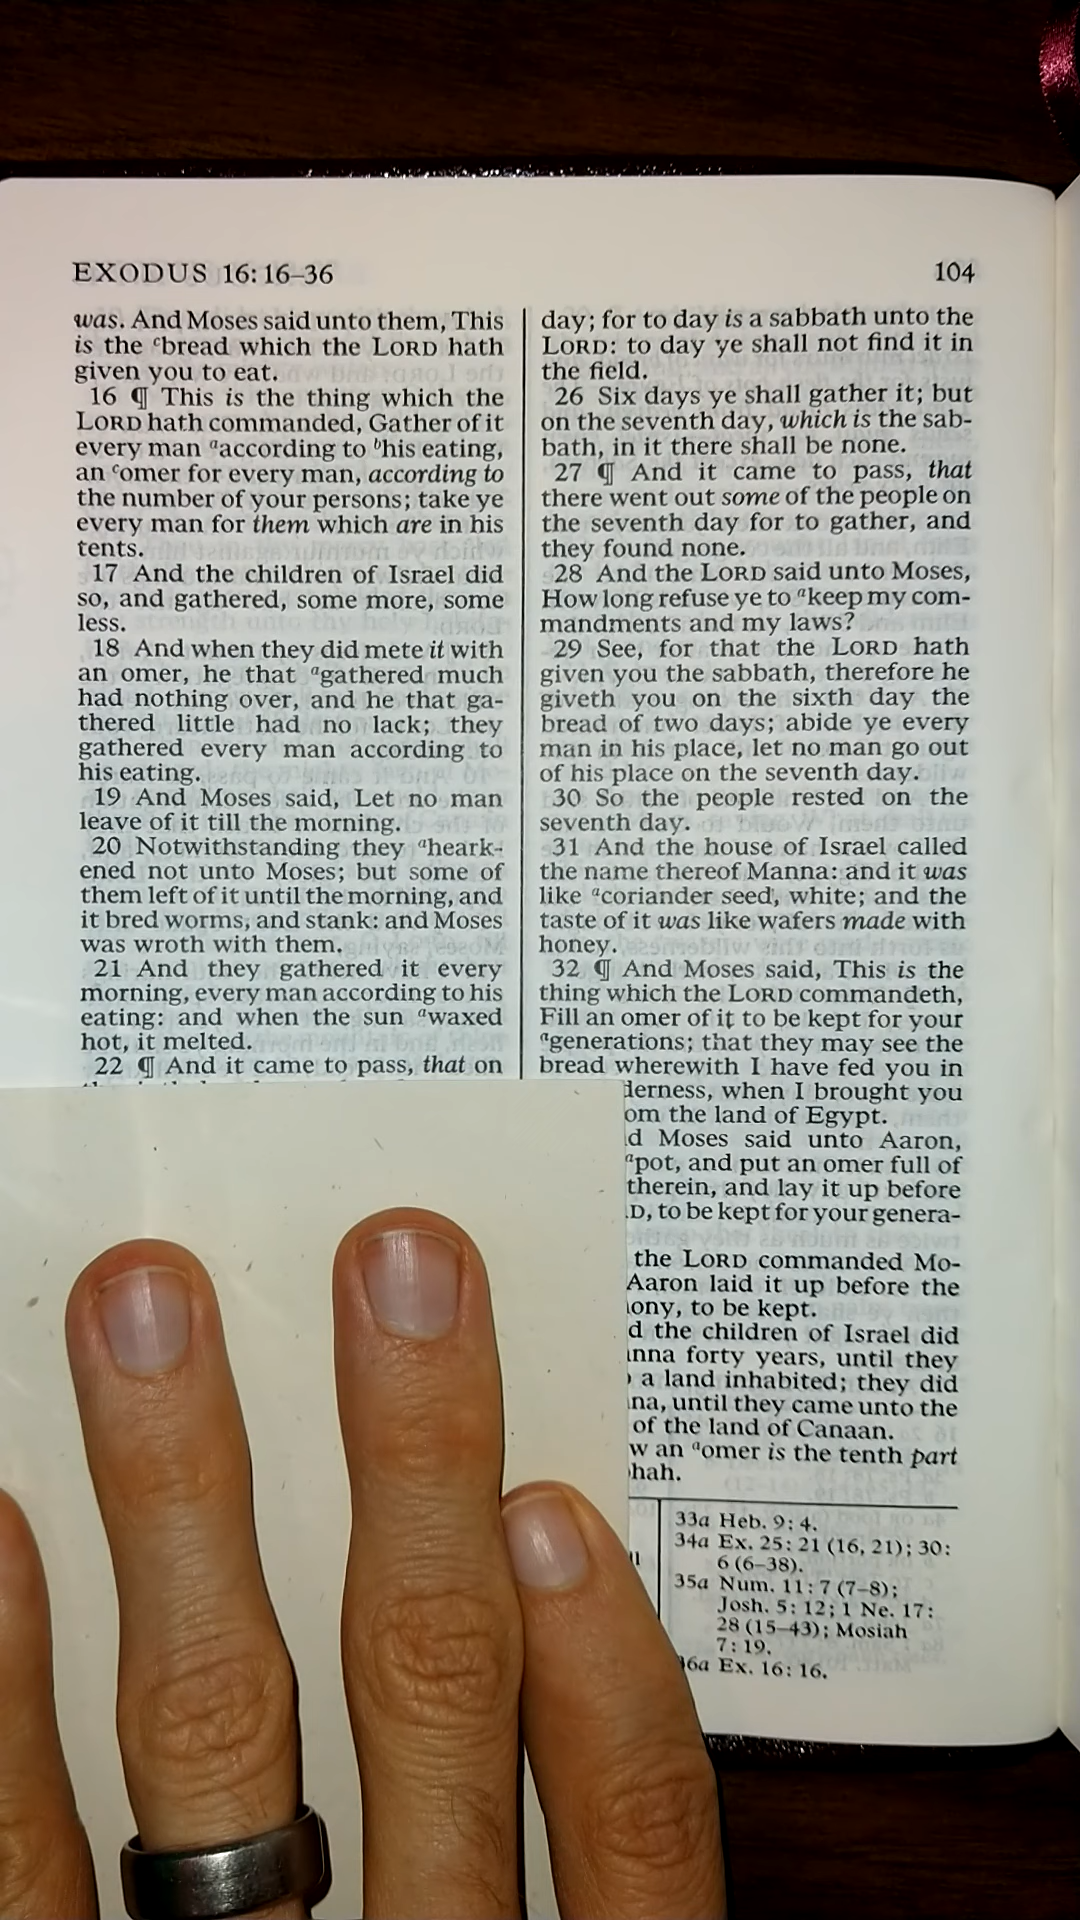 EXODUS 16:16–36
104
was. And Moses said unto them, This
is the cbread which the LORD hath
given you to eat.
16 ¶ This is the thing which the
LORD hath commanded, Gather of it
every man aaccording to bhis eating,
an comer for every man, according to
the number of your persons; take ye
every man for them which are in his
tents.
17 And the children of Israel did
so, and gathered, some more, some
less.
18 And when they did mete it with
an omer, he that agathered much
had nothing over, and he that ga-
thered little had no lack; they
gathered every man according to
his eating.
19 And Moses said, Let no man
leave of it till the morning.
20 Notwithstanding they aheark-
ened not unto Moses; but some of
them left of it until the morning, and
it bred worms, and stank: and Moses
was wroth with them.
21 And they gathered it every
morning, every man according to his
eating: and when the sun awaxed
hot, it melted.
22 ¶ And it came to pass, that on
day; for to day is a sabbath unto the
LORD: to day ye shall not find it in
the field.
26 Six days ye shall gather it; but
on the seventh day, which is the sab-
bath, in it there shall be none.
27 ¶ And it came to pass, that
there went out some of the people on
the seventh day for to gather, and
they found none.
28 And the LORD said unto Moses,
How long refuse ye to akeep my com-
mandments and my laws?
29 See, for that the LORD hath
given you the sabbath, therefore he
giveth you on the sixth day the
bread of two days; abide ye every
man in his place, let no man go out
of his place on the seventh day.
30 So the people rested on the
seventh day.
31 And the house of Israel called
the name thereof Manna: and it was
like acoriander seed, white; and the
taste of it was like wafers made with
honey.
32 ¶ And Moses said, This is the
thing which the LORD commandeth,
Fill an omer of it to be kept for your
agenerations; that they may see the
bread wherewith I have fed you in
derness, when I brought you
om the land of Egypt.
d Moses said unto Aaron,
apot, and put an omer full of
therein, and lay it up before
D, to be kept for your genera-
the LORD commanded Mo-
Aaron laid it up before the
ony, to be kept.
d the children of Israel did
nna forty years, until they
a land inhabited; they did
na, until they came unto the
of the land of Canaan.
w an aomer is the tenth part
hah.
33a Heb. 9:4.
34a Ex. 25:21 (16, 21); 30:
6 (6–38).
35a Num. 11:7 (7–8);
Josh. 5:12; 1 Ne. 17:
28 (15–43); Mosiah
7:19.
6a Ex. 16:16.